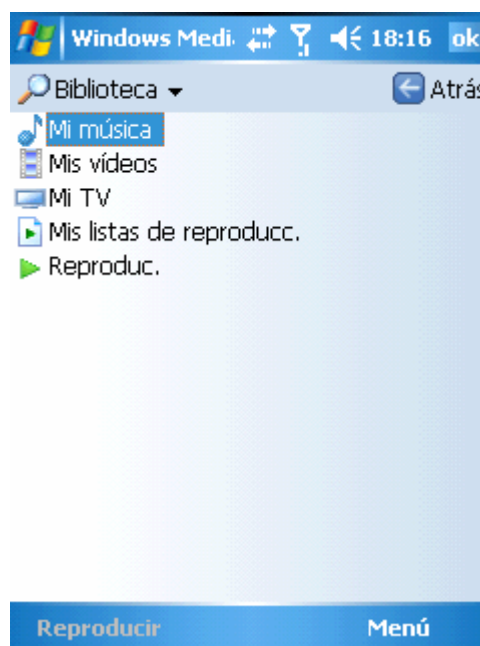 Windows Medi. 18:16 ok
Biblioteca Atrás
Mi música
Mis vídeos
Mi TV
Mis listas de reproducc.
Reproduc.
Reproducir Menú